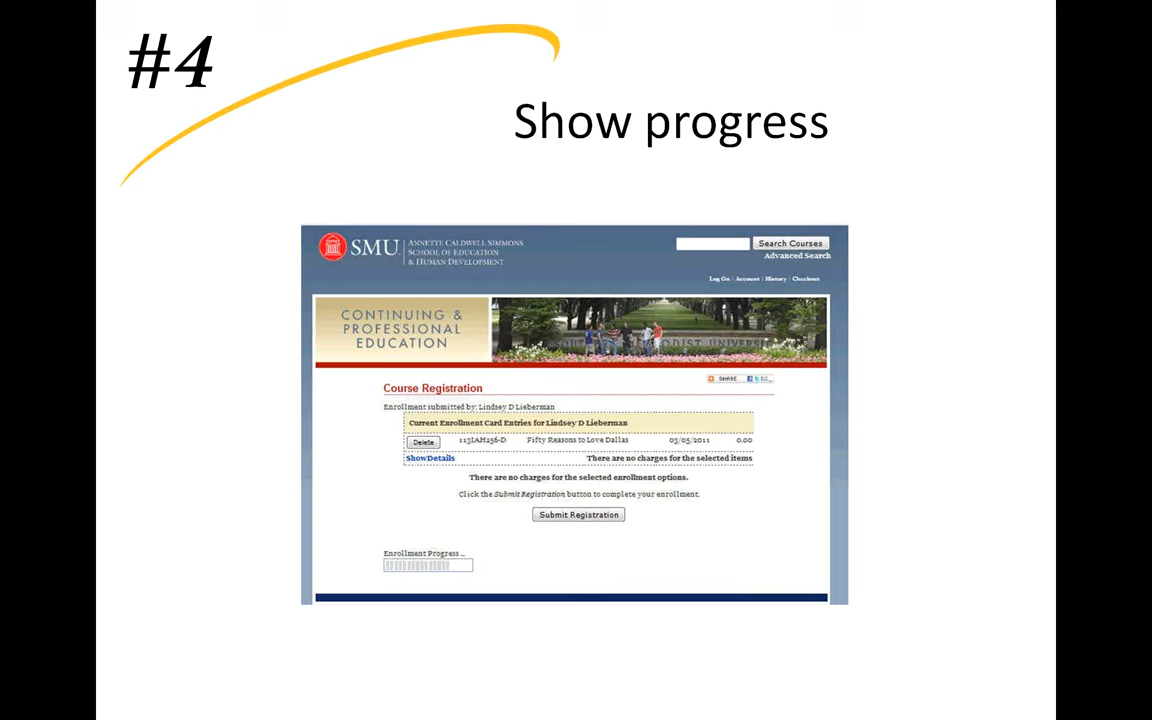 #4
Show progress
SMU
ANNETTE CALDWELL SIMMONS
SCHOOL OF EDUCATION
& HUMAN DEVELOPMENT
Search Courses
Advanced Search
Log On | Account | History | Checkout
CONTINUING &
PROFESSIONAL
EDUCATION
SHARE
Course Registration
Enrollment submitted by: Lindsey D Lieberman
Current Enrollment Card Entries for Lindsey D Lieberman
Delete 113IAH256-D Fifty Reasons to Love Dallas 03/05/2011 0.00
ShowDetails There are no charges for the selected items
There are no charges for the selected enrollment options.
Click the Submit Registration button to complete your enrollment.
Submit Registration
Enrollment Progress ...